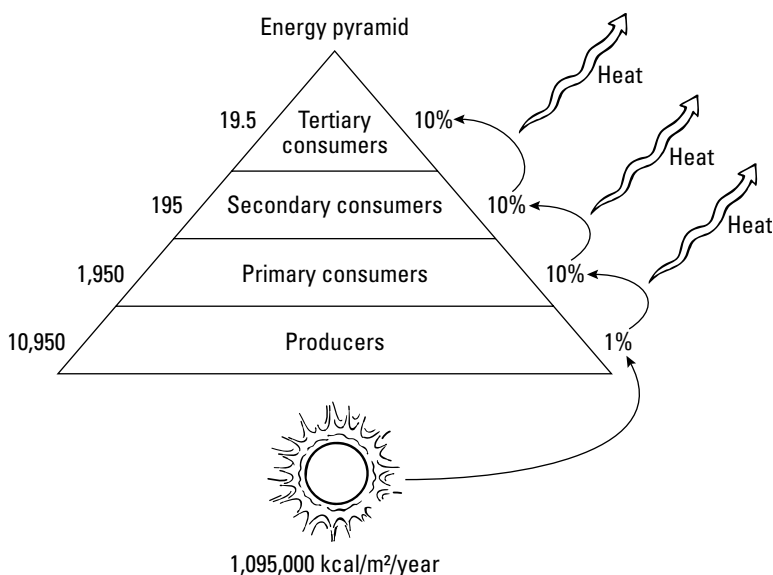 Energy pyramid
19.5
Tertiary
consumers
10%
Heat
195
Secondary consumers
10%
Heat
1,950
Primary consumers
10%
Heat
10,950
Producers
1%
1,095,000 kcal/m²/year